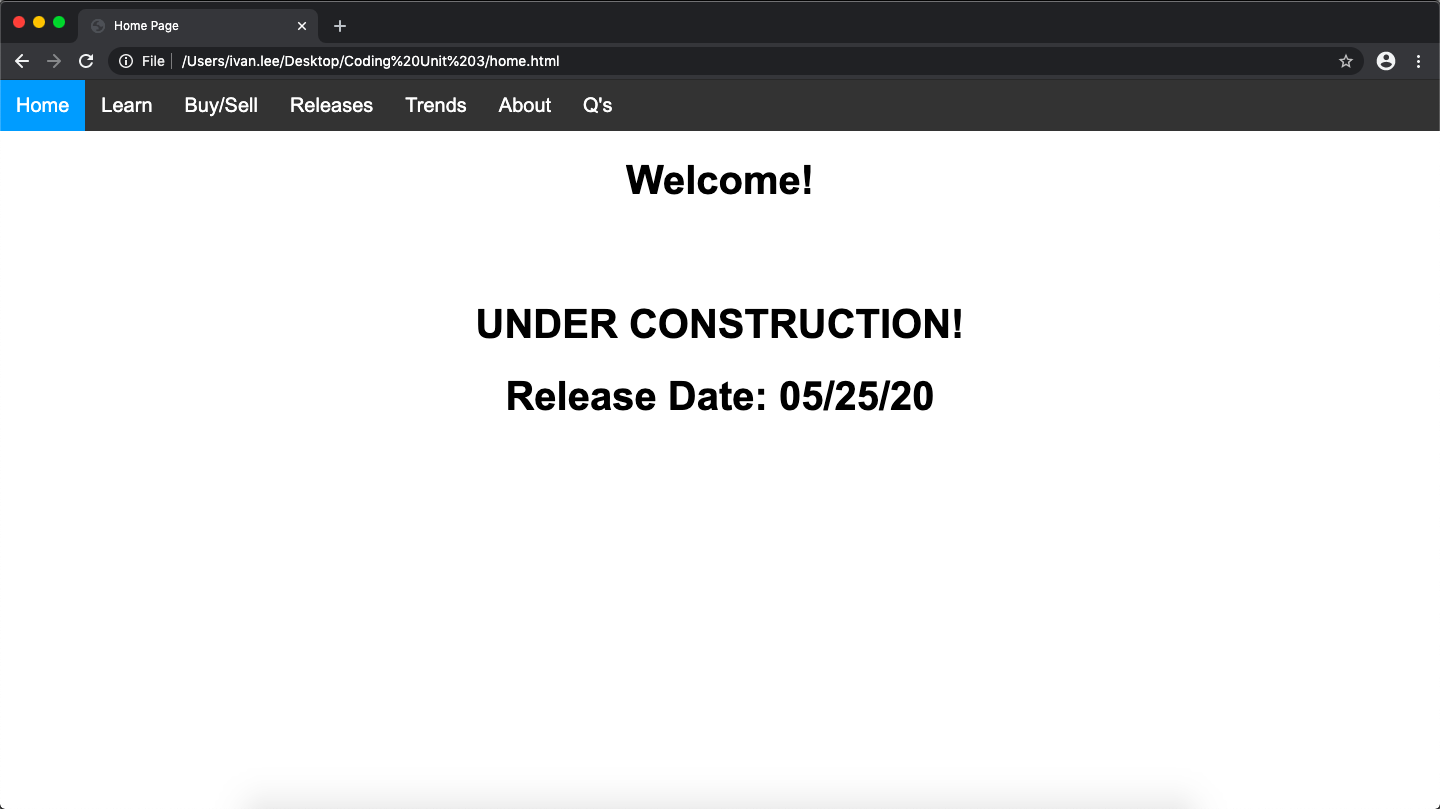 Home Page
File /Users/ivan.lee/Desktop/Coding%20Unit%203/home.html
Home Learn Buy/Sell Releases Trends About Q's
Welcome!
UNDER CONSTRUCTION!
Release Date: 05/25/20